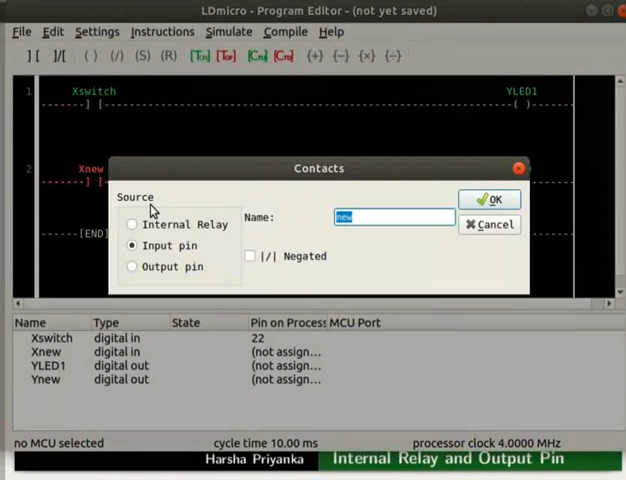 LDmicro - Program Editor - (not yet saved)
File Edit Settings Instructions Simulate Compile Help
] [ ]/[ ( ) (/) (S) (R) [TON] [TOF] [CTU] [CTD] {+} {−} {×} {÷}
1 Xswitch YLED1
------] [------ ------( )------
2 Xnew
------] [-
-----[END]
Contacts
Source
Internal Relay
Input pin
Output pin
Name: new
|/| Negated
OK
Cancel
Name Type State Pin on Process MCU Port
Xswitch digital in 22
Xnew digital in (not assign...
YLED1 digital out (not assign...
Ynew digital out (not assign...
no MCU selected cycle time 10.00 ms processor clock 4.0000 MHz
Harsha Priyanka Internal Relay and Output Pin